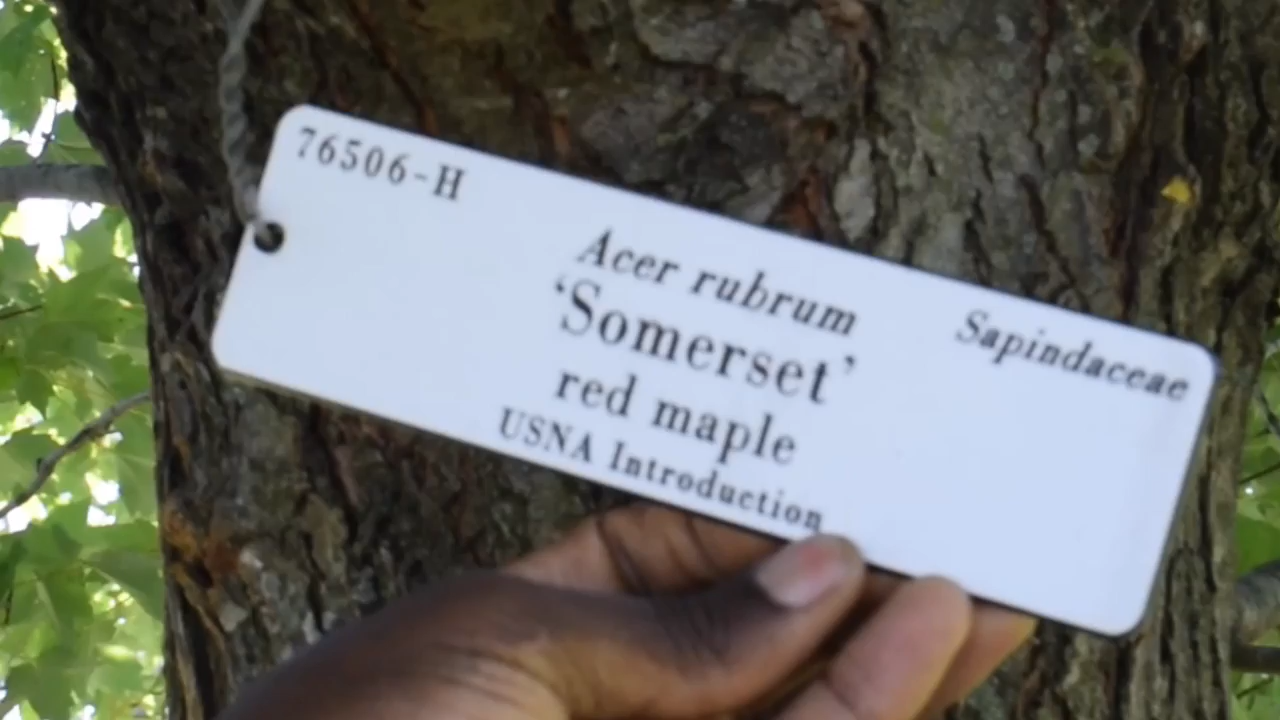 76506-H
Acer rubrum
Sapindaceae
‘Somerset’
red maple
USNA Introduction